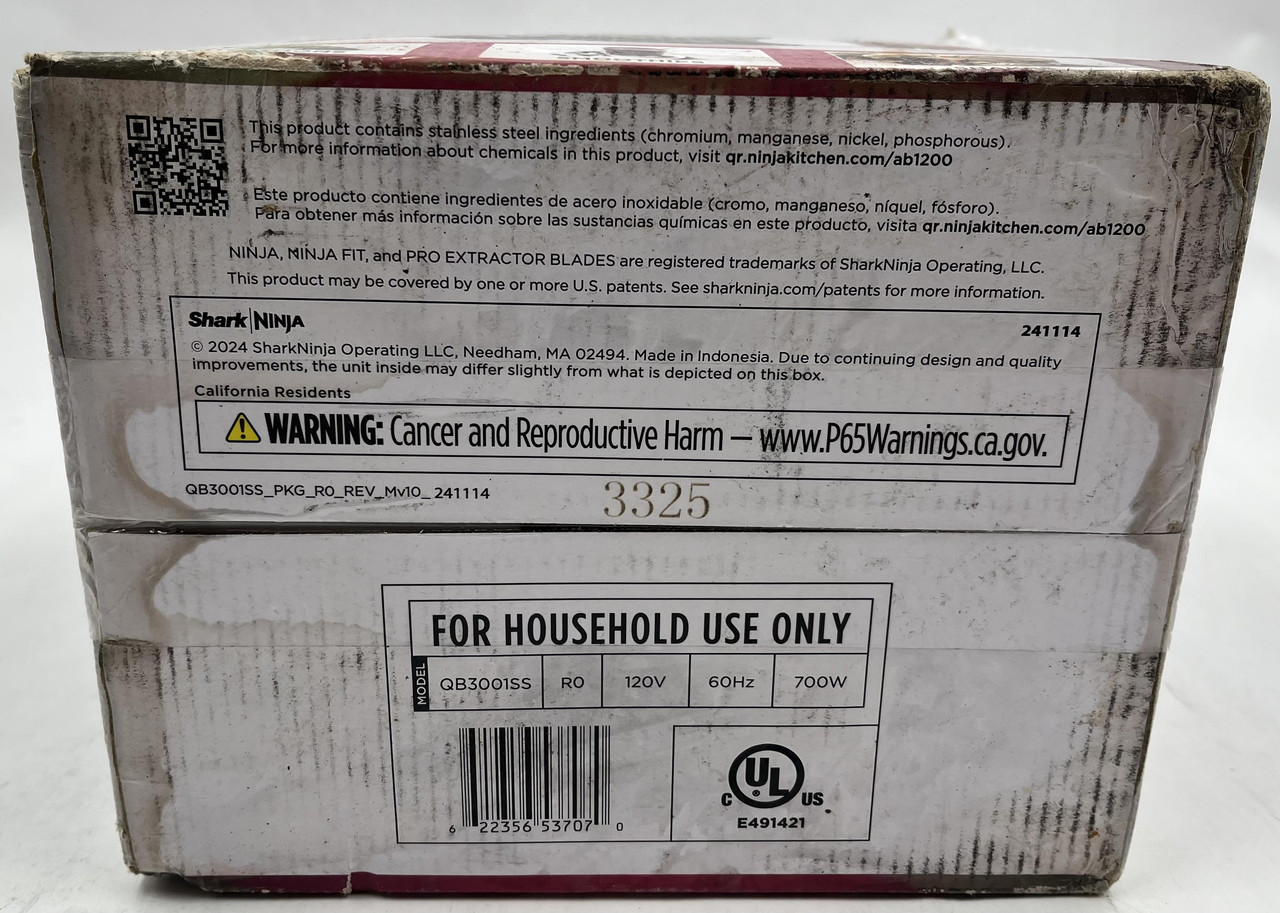 This product contains stainless steel ingredients (chromium, manganese, nickel, phosphorous).
For more information about chemicals in this product, visit qr.ninjakitchen.com/ab1200
Este producto contiene ingredientes de acero inoxidable (cromo, manganeso, níquel, fósforo).
Para obtener más información sobre las sustancias químicas en este producto, visita qr.ninjakitchen.com/ab1200
NINJA, NINJA FIT, and PRO EXTRACTOR BLADES are registered trademarks of SharkNinja Operating, LLC.
This product may be covered by one or more U.S. patents. See sharkninja.com/patents for more information.
Shark|NINJA
241114
© 2024 SharkNinja Operating LLC, Needham, MA 02494. Made in Indonesia. Due to continuing design and quality
improvements, the unit inside may differ slightly from what is depicted on this box.
California Residents
WARNING: Cancer and Reproductive Harm — www.P65Warnings.ca.gov.
QB3001SS_PKG_R0_REV_Mv10_ 241114
3325
FOR HOUSEHOLD USE ONLY
MODEL QB3001SS R0 120V 60Hz 700W
6 22356 53707 0
C UL ® US
E491421